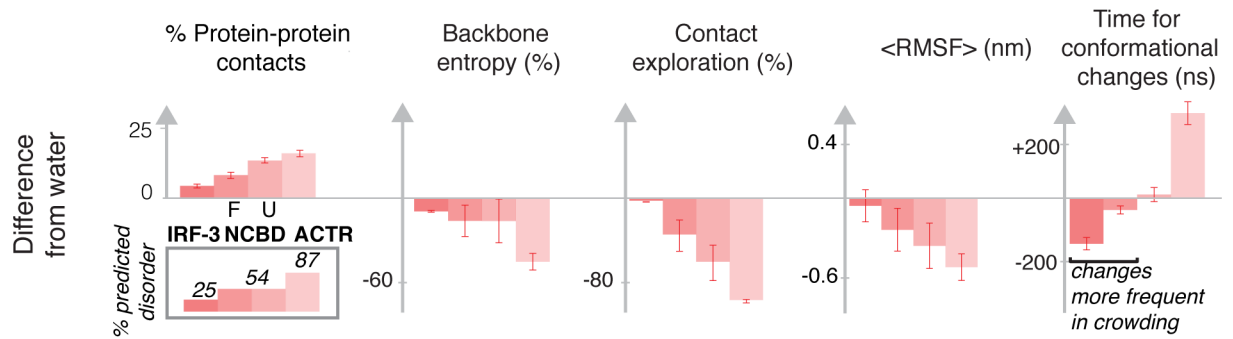 % Protein-protein
contacts
Backbone
entropy (%)
Contact
exploration (%)
<RMSF> (nm)
Time for
conformational
changes (ns)
Difference
from water
25
0
F U
IRF-3 NCBD ACTR
% predicted
disorder
25
54
87
-60
-80
0.4
-0.6
+200
-200
changes
more frequent
in crowding